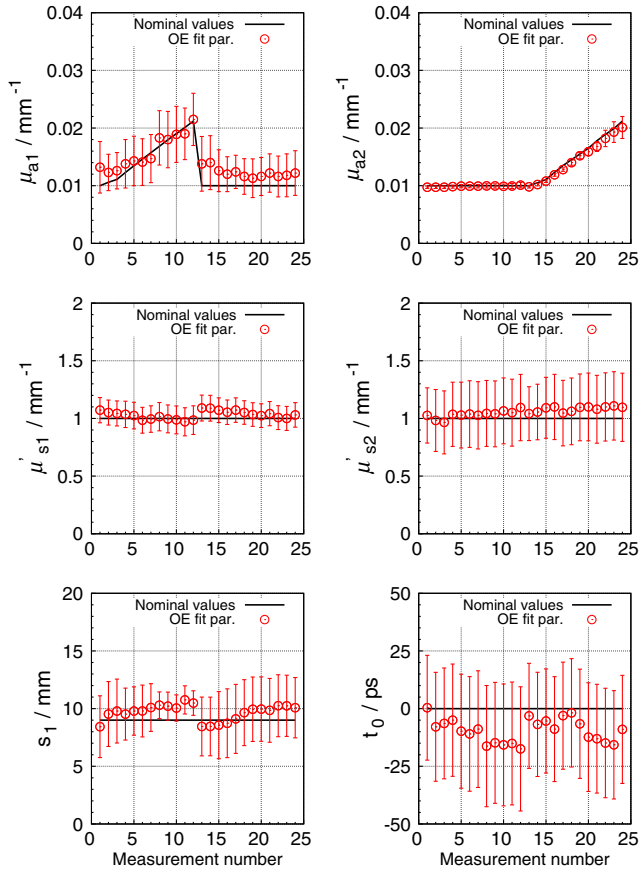 0.04
0.03
0.02
0.01
0
0 5 10 15 20 25
μa1 / mm-1
Nominal values
OE fit par.
0.04
0.03
0.02
0.01
0
0 5 10 15 20 25
μa2 / mm-1
Nominal values
OE fit par.
2
1.5
1
0.5
0
0 5 10 15 20 25
μ's1 / mm-1
Nominal values
OE fit par.
2
1.5
1
0.5
0
0 5 10 15 20 25
μ's2 / mm-1
Nominal values
OE fit par.
20
15
10
5
0
0 5 10 15 20 25
s1 / mm
Nominal values
OE fit par.
Measurement number
50
25
0
-25
-50
0 5 10 15 20 25
t0 / ps
Nominal values
OE fit par.
Measurement number